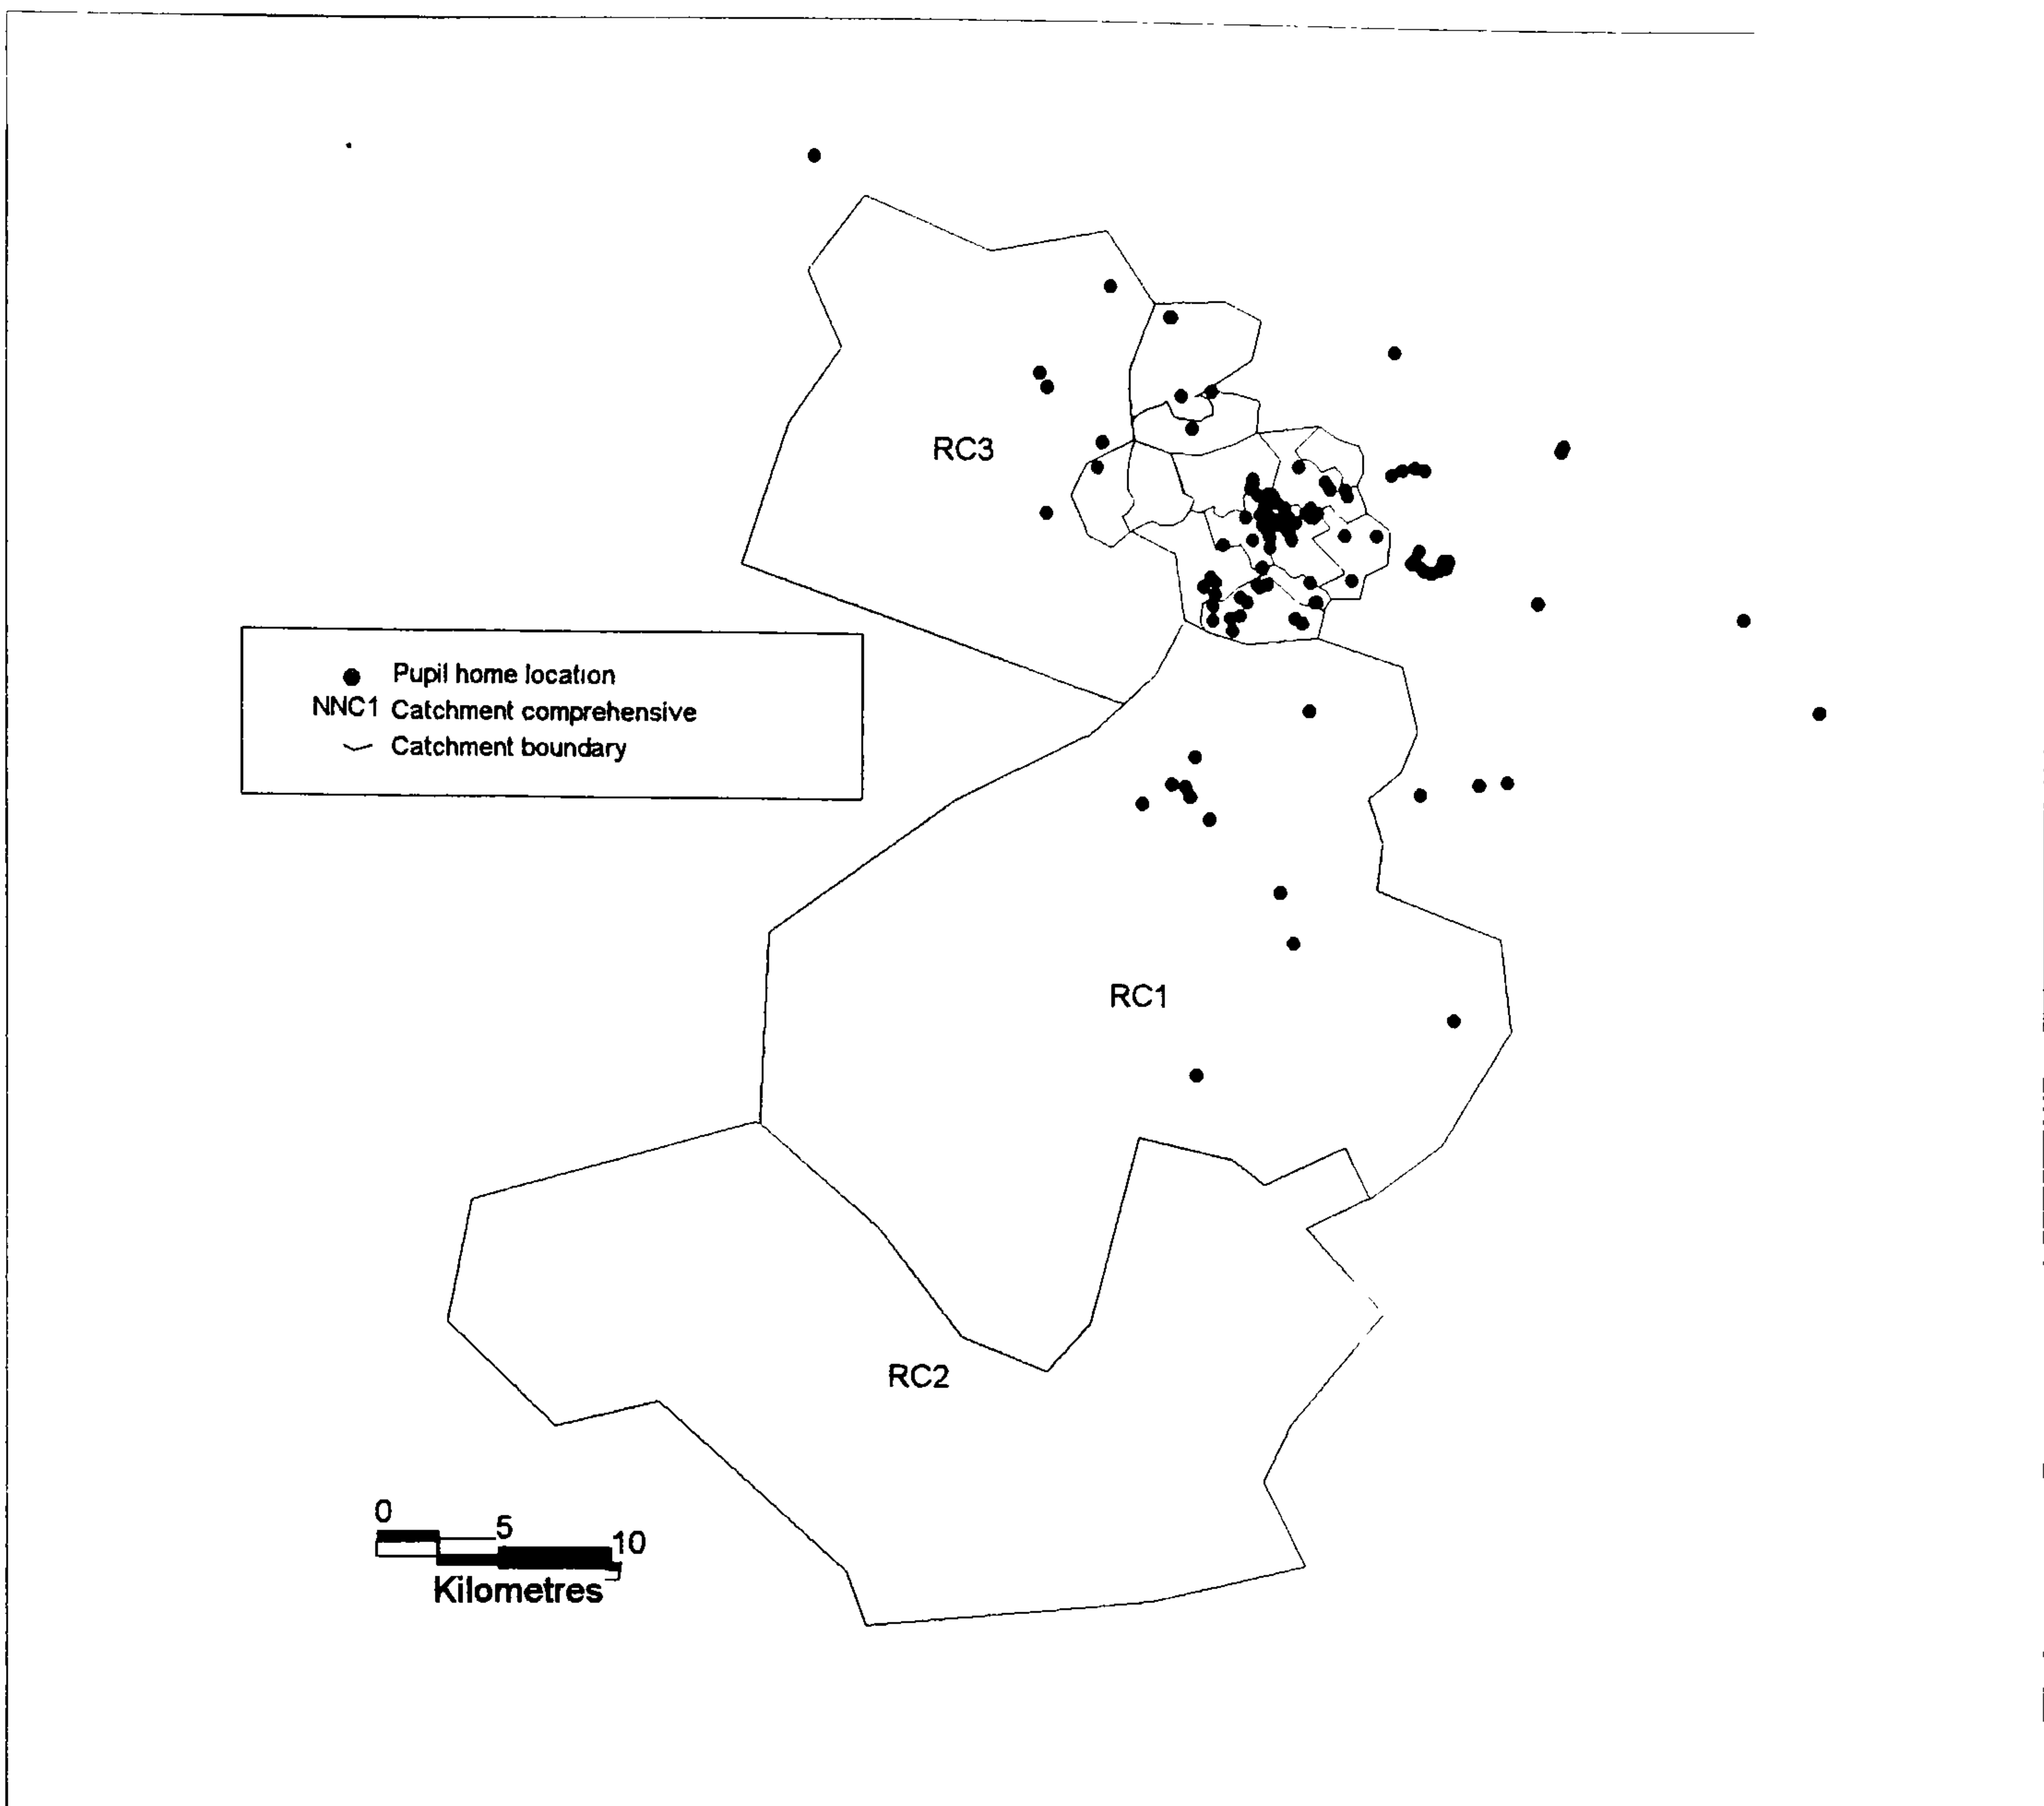 RC3
Pupil home location
NNC1 Catchment comprehensive
Catchment boundary
RC1
RC2
0 5 10
Kilometres